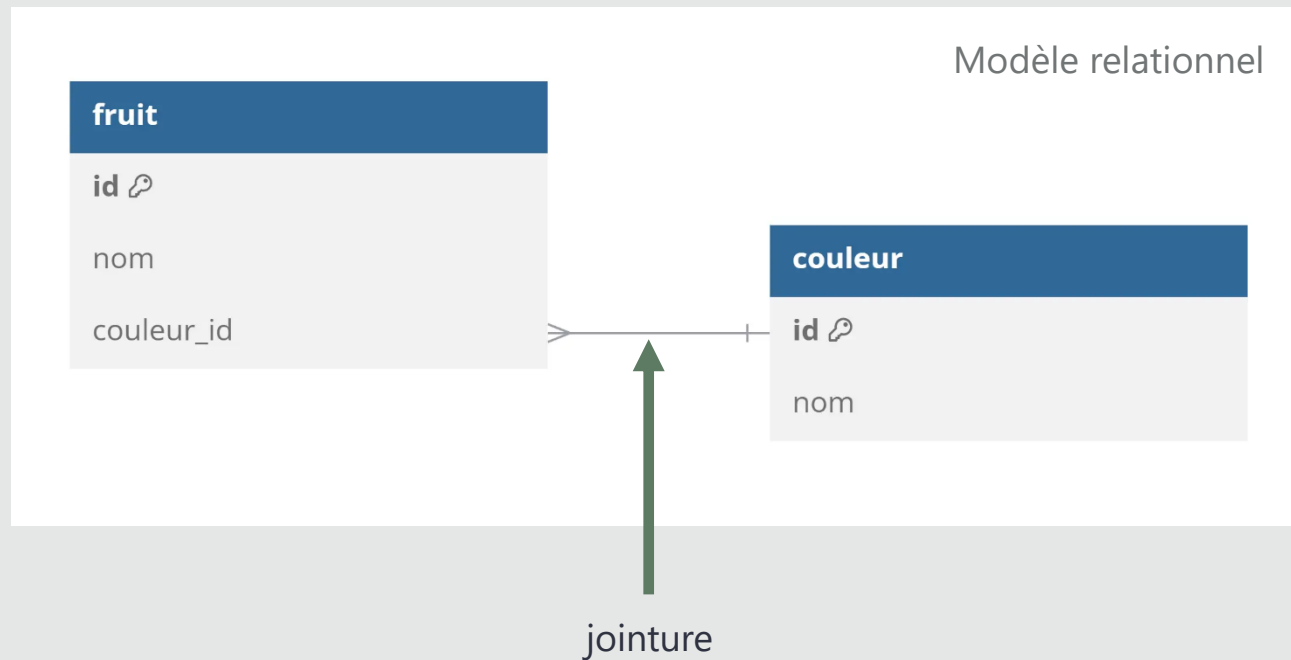 Modèle relationnel
fruit
id
nom
couleur_id
couleur
id
nom
jointure